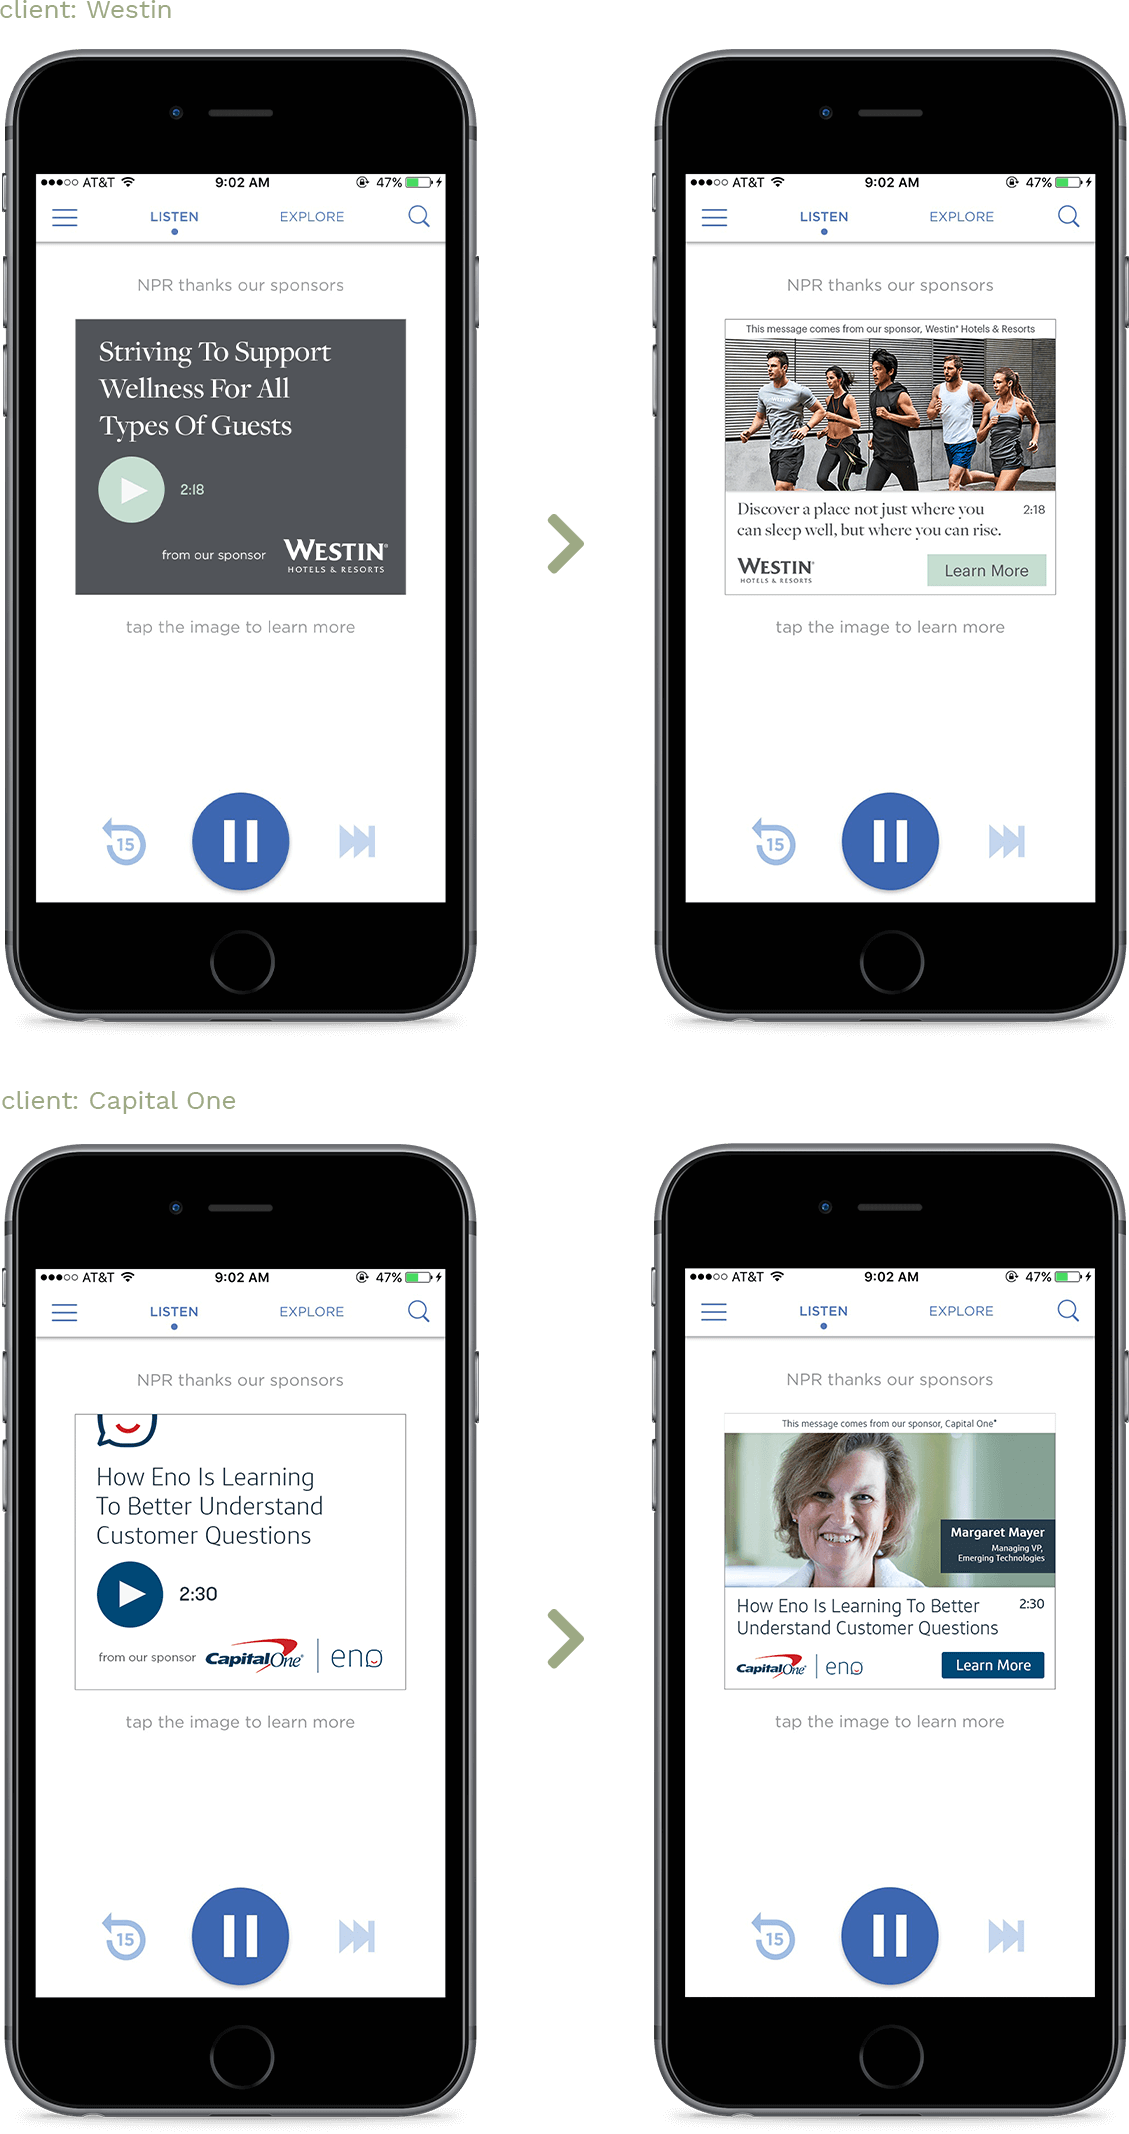 client: Westin
AT&T 9:02 AM 47%
LISTEN EXPLORE
NPR thanks our sponsors
Striving To Support
Wellness For All
Types Of Guests
2:18
from our sponsor WESTIN®
HOTELS & RESORTS
tap the image to learn more
15
AT&T 9:02 AM 47%
LISTEN EXPLORE
NPR thanks our sponsors
This message comes from our sponsor, Westin® Hotels & Resorts
WESTIN
Discover a place not just where you 2:18
can sleep well, but where you can rise.
WESTIN®
HOTELS & RESORTS
Learn More
tap the image to learn more
15
client: Capital One
AT&T 9:02 AM 47%
LISTEN EXPLORE
NPR thanks our sponsors
How Eno Is Learning
To Better Understand
Customer Questions
2:30
from our sponsor CapitalOne® eno
tap the image to learn more
15
AT&T 9:02 AM 47%
LISTEN EXPLORE
NPR thanks our sponsors
This message comes from our sponsor, Capital One®
Margaret Mayer
Managing VP,
Emerging Technologies
How Eno Is Learning To Better 2:30
Understand Customer Questions
CapitalOne® eno Learn More
tap the image to learn more
15